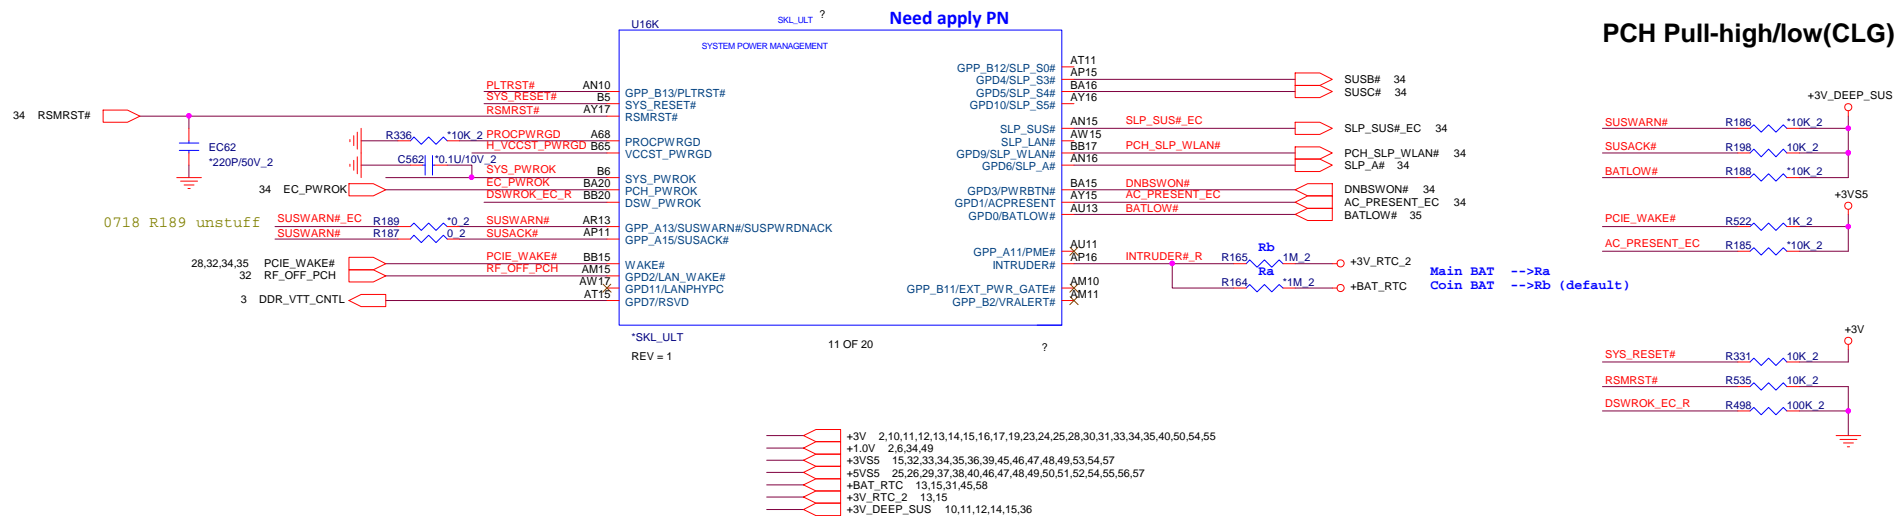 SKL_ULT ? Need apply PN
U16K
SYSTEM POWER MANAGEMENT
PCH Pull-high/low(CLG)
34 RSMRST#
EC62
*220P/50V_2
PLTRST# AN10 GPP_B13/PLTRST#
SYS_RESET# B5 SYS_RESET#
RSMRST# AY17 RSMRST#
R336 *10K_2 PROCPWRGD A68 PROCPWRGD
H_VCCST_PWRGD B65 VCCST_PWRGD
C562 *0.1U/10V_2
SYS_PWROK B6 SYS_PWROK
34 EC_PWROK EC_PWROK BA20 PCH_PWROK
DSWROK_EC_R BB20 DSW_PWROK
0718 R189 unstuff
SUSWARN#_EC R189 *0_2 SUSWARN# AR13 GPP_A13/SUSWARN#/SUSPWRDNACK
SUSWARN# R187 0_2 SUSACK# AP11 GPP_A15/SUSACK#
28,32,34,35 PCIE_WAKE# PCIE_WAKE# BB15 WAKE#
32 RF_OFF_PCH RF_OFF_PCH AM15 GPD2/LAN_WAKE#
AW17 GPD11/LANPHYPC
3 DDR_VTT_CNTL AT15 GPD7/RSVD
GPP_B12/SLP_S0# AT11
GPD4/SLP_S3# AP15 SUSB# 34
GPD5/SLP_S4# BA16 SUSC# 34
GPD10/SLP_S5# AY16
SLP_SUS# AN15 SLP_SUS#_EC SLP_SUS#_EC 34
SLP_LAN# AW15
GPD9/SLP_WLAN# BB17 PCH_SLP_WLAN# PCH_SLP_WLAN# 34
GPD6/SLP_A# AN16 SLP_A# 34
GPD3/PWRBTN# BA15 DNBSWON# DNBSWON# 34
GPD1/ACPRESENT AY15 AC_PRESENT_EC AC_PRESENT_EC 34
GPD0/BATLOW# AU13 BATLOW# BATLOW# 35
GPP_A11/PME# AU11
INTRUDER# AP16 INTRUDER#_R R165 Rb 1M_2 +3V_RTC_2
R164 Ra *1M_2 +BAT_RTC
GPP_B11/EXT_PWR_GATE# AM10
GPP_B2/VRALERT# AM11
Main BAT -->Ra
Coin BAT -->Rb (default)
*SKL_ULT
REV = 1
11 OF 20
?
+3V_DEEP_SUS
SUSWARN# R186 *10K_2
SUSACK# R198 10K_2
BATLOW# R188 *10K_2
+3VS5
PCIE_WAKE# R522 1K_2
AC_PRESENT_EC R185 *10K_2
+3V
SYS_RESET# R331 10K_2
RSMRST# R535 10K_2
DSWROK_EC_R R498 100K_2
+3V 2,10,11,12,13,14,15,16,17,19,23,24,25,28,30,31,33,34,35,40,50,54,55
+1.0V 2,6,34,49
+3VS5 15,32,33,34,35,36,39,45,46,47,48,49,53,54,57
+5VS5 25,26,29,37,38,40,46,47,48,49,50,51,52,54,55,56,57
+BAT_RTC 13,15,31,45,58
+3V_RTC_2 13,15
+3V_DEEP_SUS 10,11,12,14,15,36